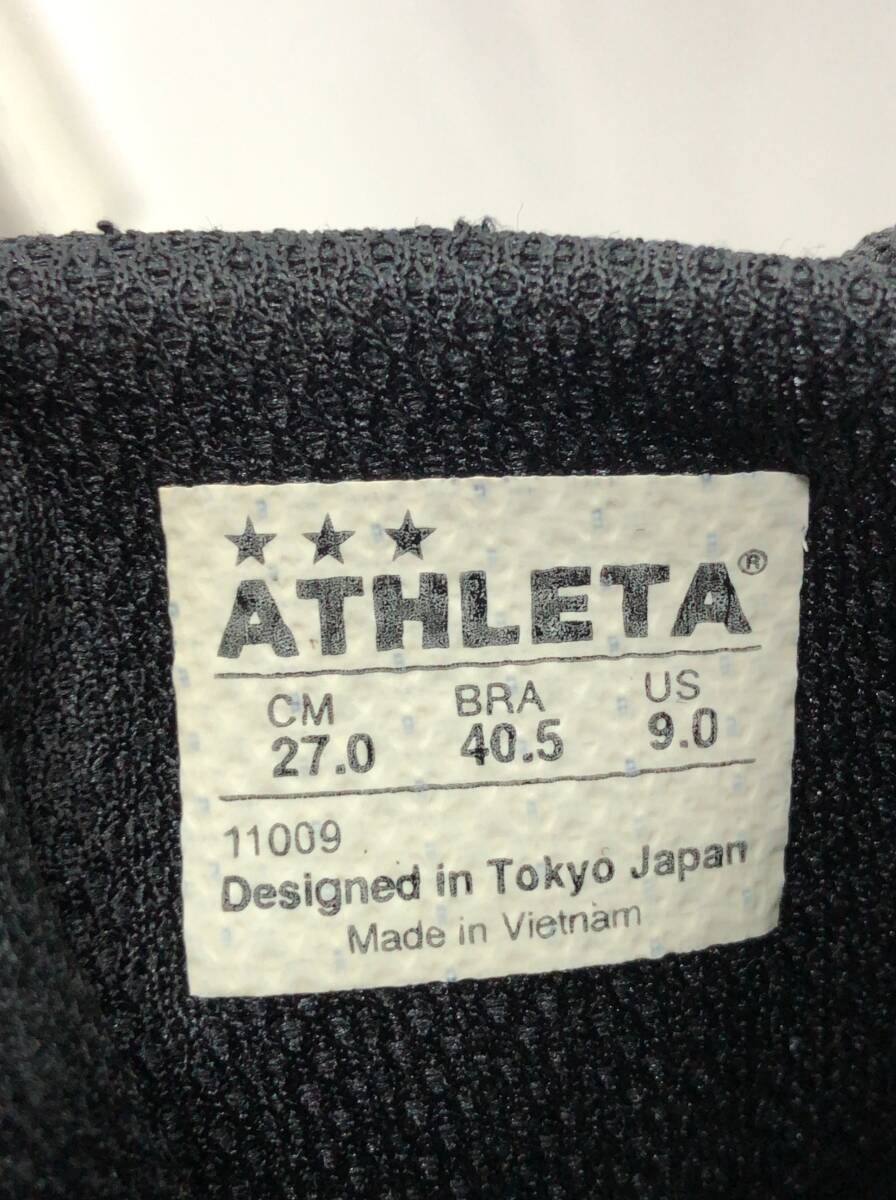 ★★★
ATHLETA®
CM BRA US
27.0 40.5 9.0
11009
Designed in Tokyo Japan
Made in Vietnam